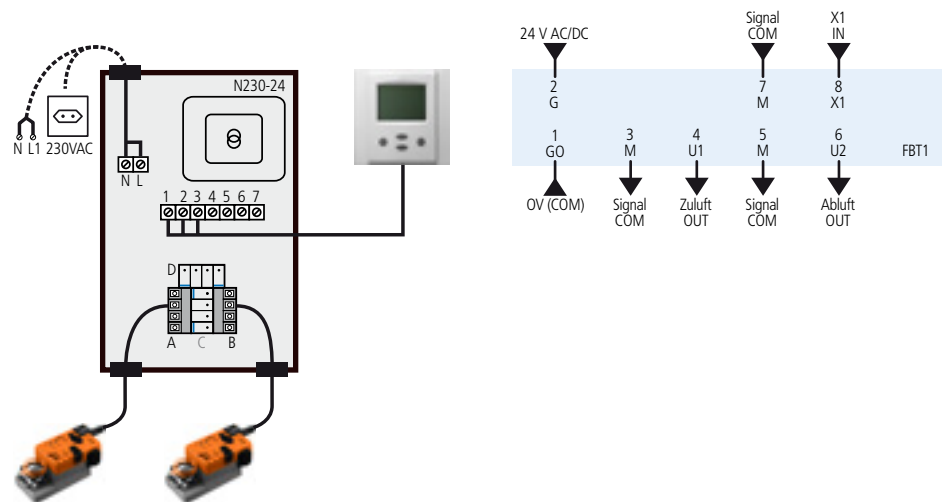 N230-24
N L1 230VAC
N L
1 2 3 4 5 6 7
D
A C B
24 V AC/DC
Signal
COM
X1
IN
2
G
7
M
8
X1
1
GO
3
M
4
U1
5
M
6
U2
FBT1
0V (COM)
Signal
COM
Zuluft
OUT
Signal
COM
Abluft
OUT